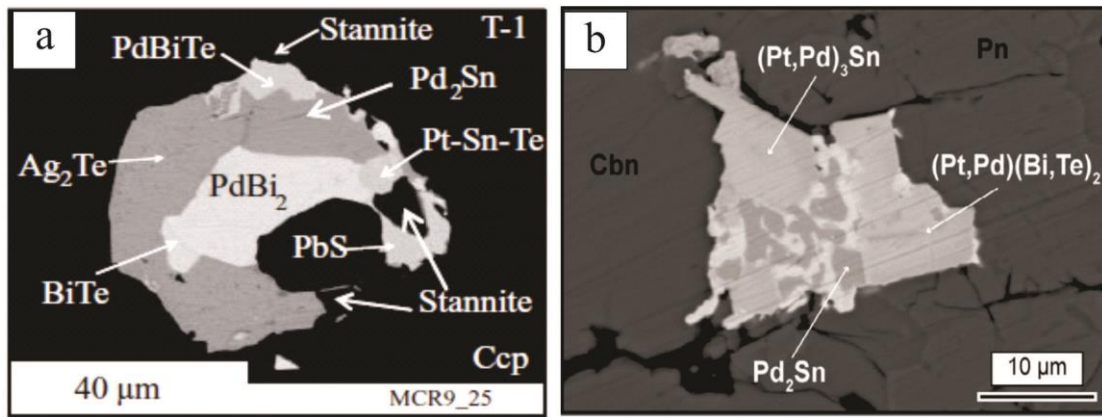 a
Stannite
T-1
PdBiTe
Pd₂Sn
Pt-Sn-Te
Ag₂Te
PdBi₂
PbS
BiTe
Stannite
Ccp
40 μm
MCR9_25
b
(Pt,Pd)₃Sn
Pn
Cbn
(Pt,Pd)(Bi,Te)₂
Pd₂Sn
10 μm